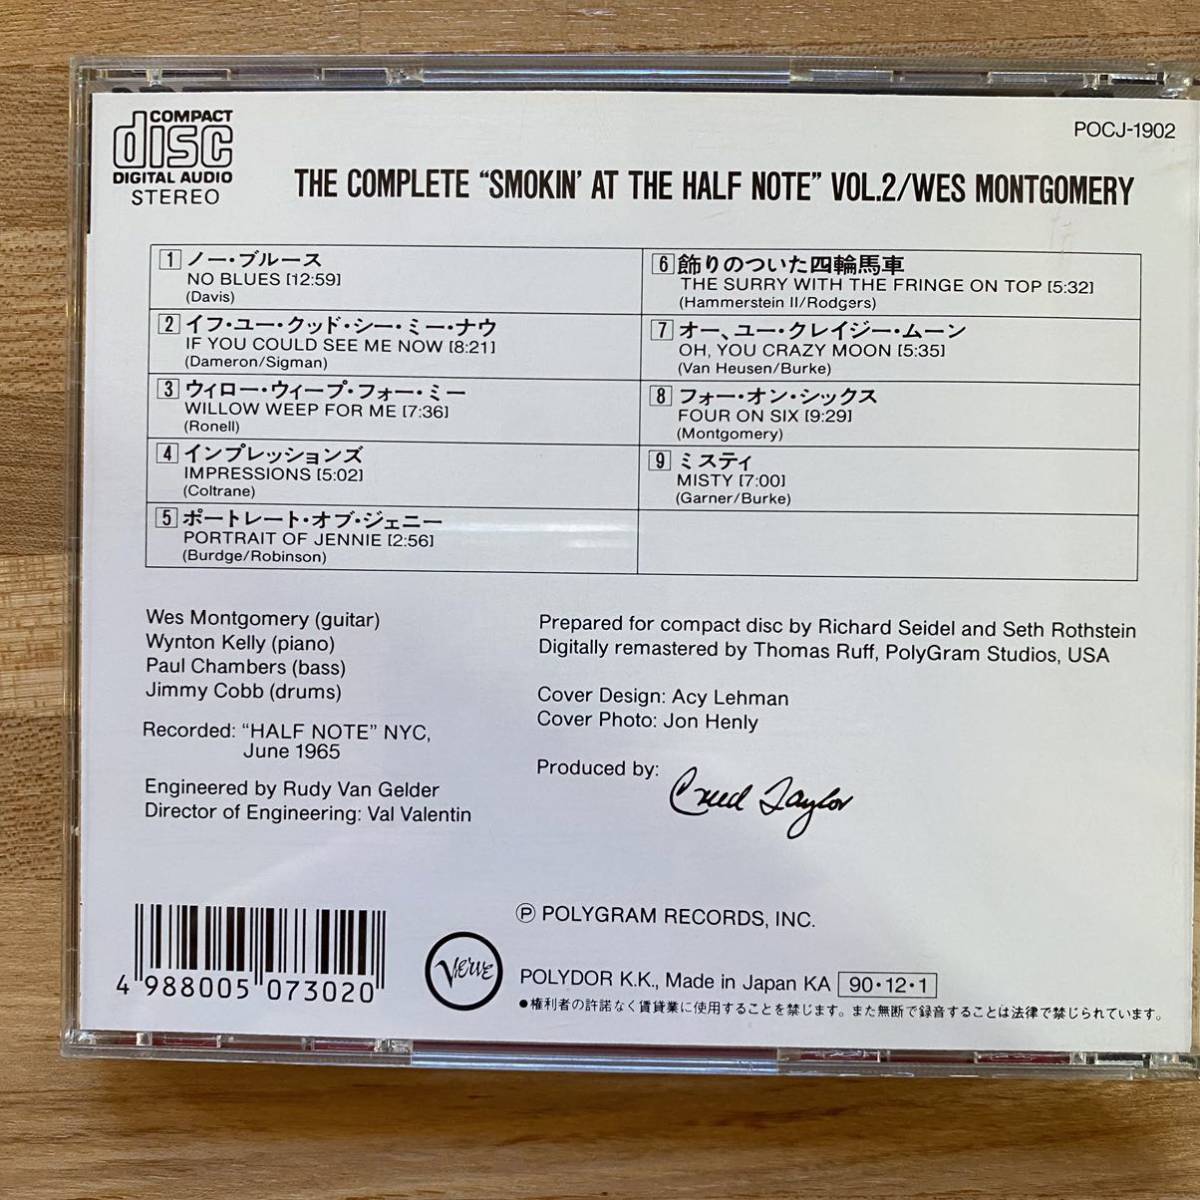 COMPACT
disc
DIGITAL AUDIO
STEREO
POCJ-1902
THE COMPLETE “SMOKIN’ AT THE HALF NOTE” VOL.2/WES MONTGOMERY
1 ノー・ブルース
NO BLUES [12:59]
(Davis)
2 イフ・ユー・クッド・シー・ミー・ナウ
IF YOU COULD SEE ME NOW [8:21]
(Dameron/Sigman)
3 ウィロー・ウィープ・フォー・ミー
WILLOW WEEP FOR ME [7:36]
(Ronell)
4 インプレッションズ
IMPRESSIONS [5:02]
(Coltrane)
5 ポートレート・オブ・ジェニー
PORTRAIT OF JENNIE [2:56]
(Burdge/Robinson)
6 飾りのついた四輪馬車
THE SURRY WITH THE FRINGE ON TOP [5:32]
(Hammerstein II/Rodgers)
7 オー、ユー・クレイジー・ムーン
OH, YOU CRAZY MOON [5:35]
(Van Heusen/Burke)
8 フォー・オン・シックス
FOUR ON SIX [9:29]
(Montgomery)
9 ミスティ
MISTY [7:00]
(Garner/Burke)
Wes Montgomery (guitar)
Wynton Kelly (piano)
Paul Chambers (bass)
Jimmy Cobb (drums)
Recorded: “HALF NOTE” NYC,
June 1965
Engineered by Rudy Van Gelder
Director of Engineering: Val Valentin
Prepared for compact disc by Richard Seidel and Seth Rothstein
Digitally remastered by Thomas Ruff, PolyGram Studios, USA
Cover Design: Acy Lehman
Cover Photo: Jon Henly
Produced by:
Creed Taylor
4 988005 073020
Verve
Ⓟ POLYGRAM RECORDS, INC.
POLYDOR K.K., Made in Japan KA 90・12・1
●権利者の許諾なく賃貸業に使用することを禁じます。また無断で録音することは法律で禁じられています。